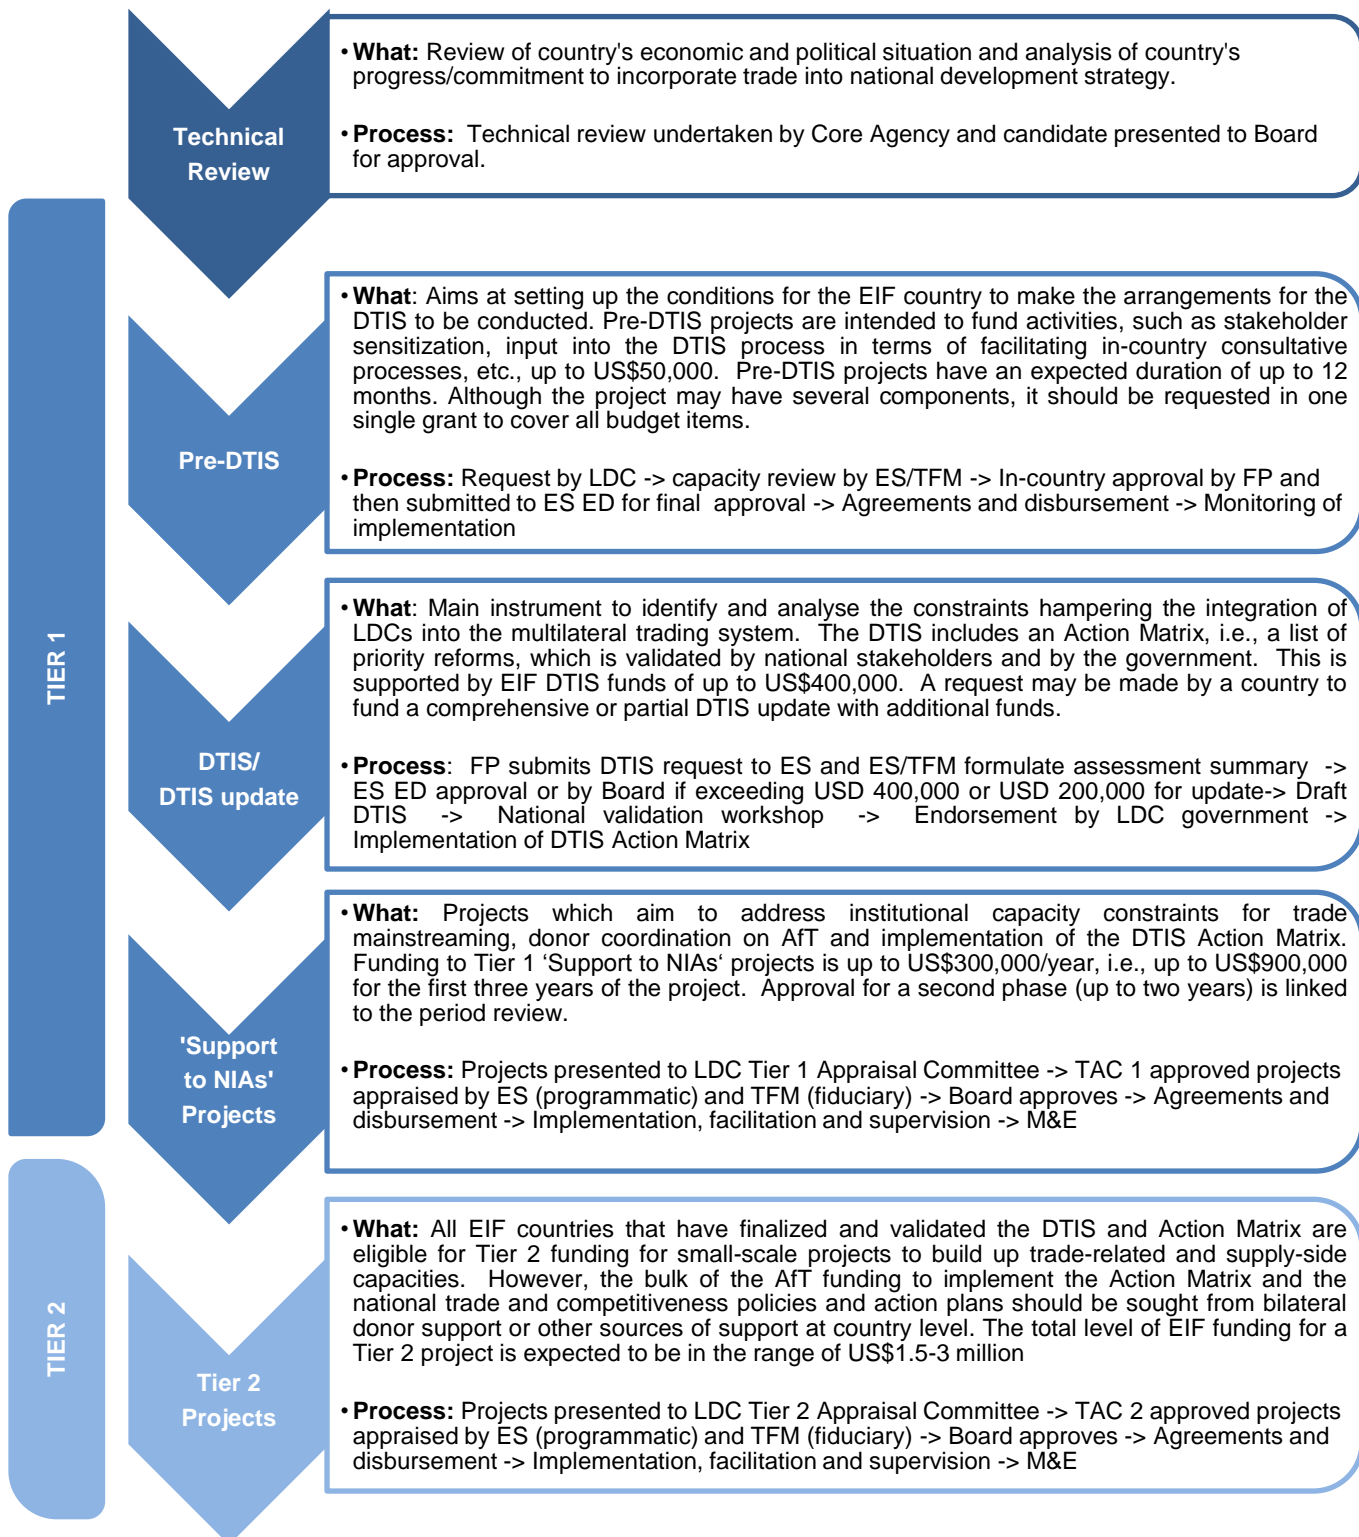 Technical
Review
• What: Review of country's economic and political situation and analysis of country's
progress/commitment to incorporate trade into national development strategy.
• Process: Technical review undertaken by Core Agency and candidate presented to Board
for approval.
TIER 1
Pre-DTIS
• What: Aims at setting up the conditions for the EIF country to make the arrangements for the
DTIS to be conducted. Pre-DTIS projects are intended to fund activities, such as stakeholder
sensitization, input into the DTIS process in terms of facilitating in-country consultative
processes, etc., up to US$50,000. Pre-DTIS projects have an expected duration of up to 12
months. Although the project may have several components, it should be requested in one
single grant to cover all budget items.
• Process: Request by LDC -> capacity review by ES/TFM -> In-country approval by FP and
then submitted to ES ED for final approval -> Agreements and disbursement -> Monitoring of
implementation
DTIS/
DTIS update
• What: Main instrument to identify and analyse the constraints hampering the integration of
LDCs into the multilateral trading system. The DTIS includes an Action Matrix, i.e., a list of
priority reforms, which is validated by national stakeholders and by the government. This is
supported by EIF DTIS funds of up to US$400,000. A request may be made by a country to
fund a comprehensive or partial DTIS update with additional funds.
• Process: FP submits DTIS request to ES and ES/TFM formulate assessment summary ->
ES ED approval or by Board if exceeding USD 400,000 or USD 200,000 for update-> Draft
DTIS -> National validation workshop -> Endorsement by LDC government ->
Implementation of DTIS Action Matrix
'Support
to NIAs'
Projects
• What: Projects which aim to address institutional capacity constraints for trade
mainstreaming, donor coordination on AfT and implementation of the DTIS Action Matrix.
Funding to Tier 1 ‘Support to NIAs‘ projects is up to US$300,000/year, i.e., up to US$900,000
for the first three years of the project. Approval for a second phase (up to two years) is linked
to the period review.
• Process: Projects presented to LDC Tier 1 Appraisal Committee -> TAC 1 approved projects
appraised by ES (programmatic) and TFM (fiduciary) -> Board approves -> Agreements and
disbursement -> Implementation, facilitation and supervision -> M&E
TIER 2
Tier 2
Projects
• What: All EIF countries that have finalized and validated the DTIS and Action Matrix are
eligible for Tier 2 funding for small-scale projects to build up trade-related and supply-side
capacities. However, the bulk of the AfT funding to implement the Action Matrix and the
national trade and competitiveness policies and action plans should be sought from bilateral
donor support or other sources of support at country level. The total level of EIF funding for a
Tier 2 project is expected to be in the range of US$1.5-3 million
• Process: Projects presented to LDC Tier 2 Appraisal Committee -> TAC 2 approved projects
appraised by ES (programmatic) and TFM (fiduciary) -> Board approves -> Agreements and
disbursement -> Implementation, facilitation and supervision -> M&E